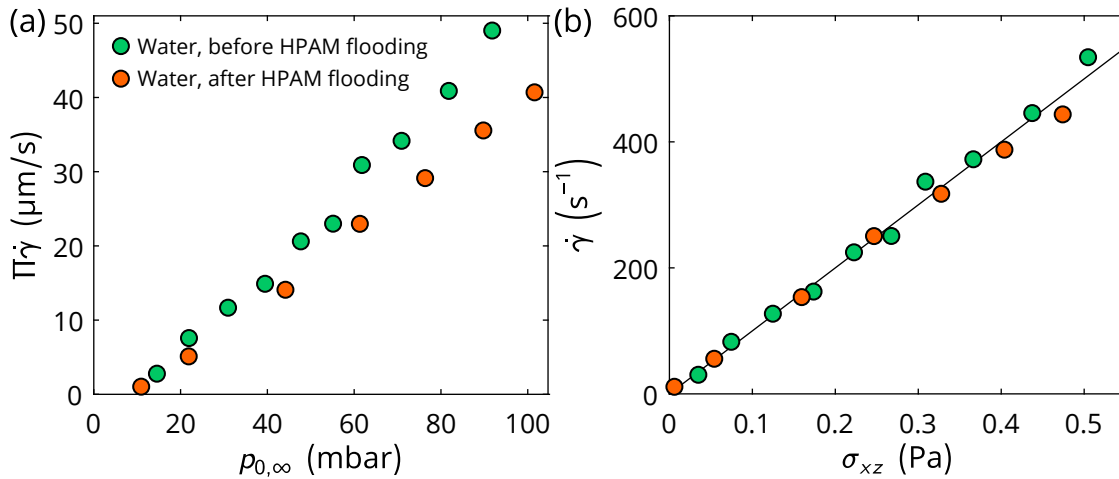 (a)
Water, before HPAM flooding
Water, after HPAM flooding
50
40
30
20
10
0
Πγ̇ (μm/s)
0 20 40 60 80 100
p₀,∞ (mbar)
(b)
600
400
200
0
γ̇ (s⁻¹)
0 0.1 0.2 0.3 0.4 0.5
σₓz (Pa)